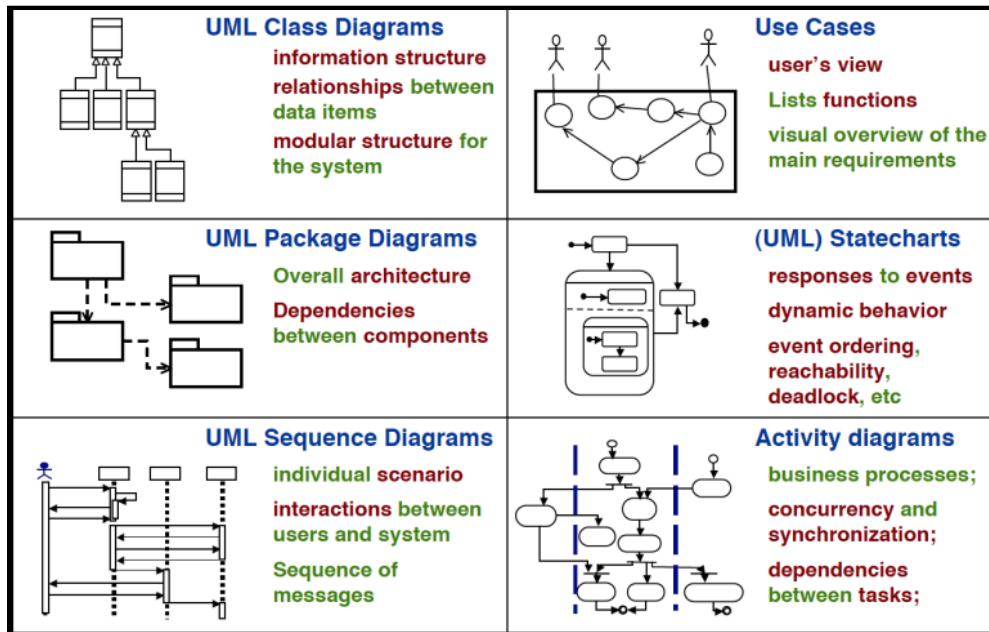 UML Class Diagrams
information structure
relationships between
data items
modular structure for
the system
Use Cases
user's view
Lists functions
visual overview of the
main requirements
UML Package Diagrams
Overall architecture
Dependencies
between components
(UML) Statecharts
responses to events
dynamic behavior
event ordering,
reachability,
deadlock, etc
UML Sequence Diagrams
individual scenario
interactions between
users and system
Sequence of
messages
Activity diagrams
business processes;
concurrency and
synchronization;
dependencies
between tasks;